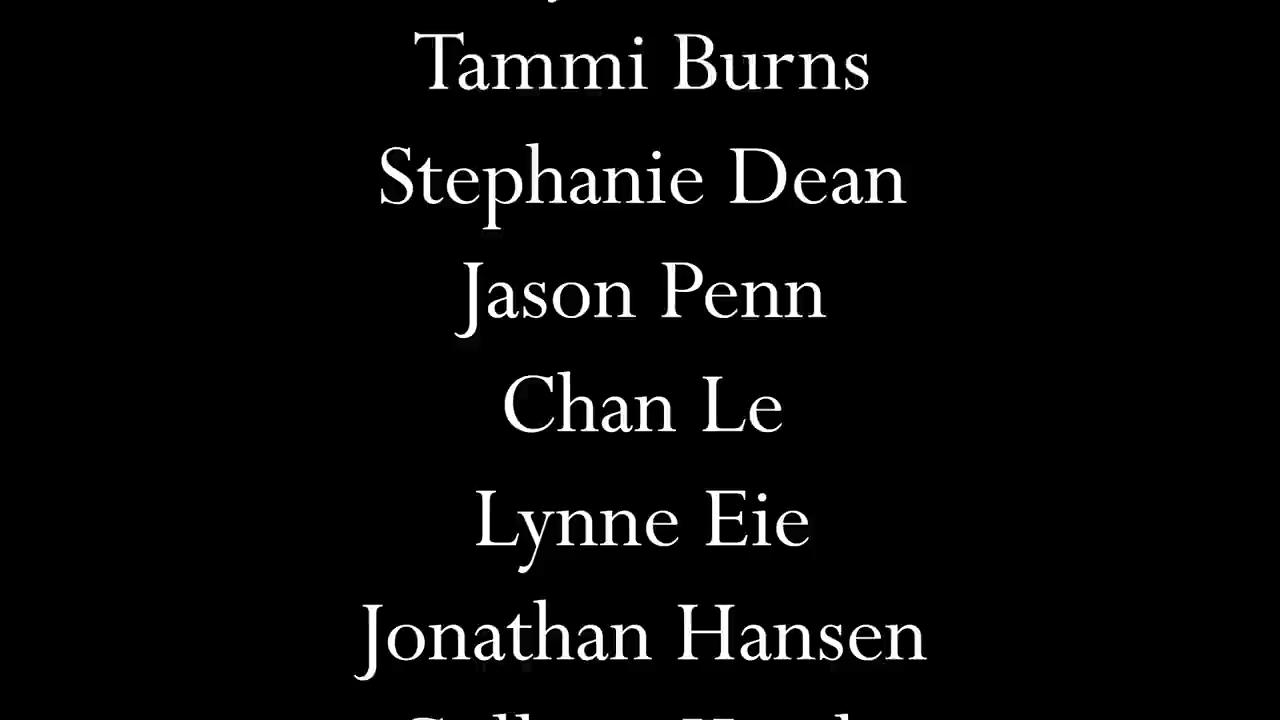 Tammi Burns
Stephanie Dean
Jason Penn
Chan Le
Lynne Eie
Jonathan Hansen